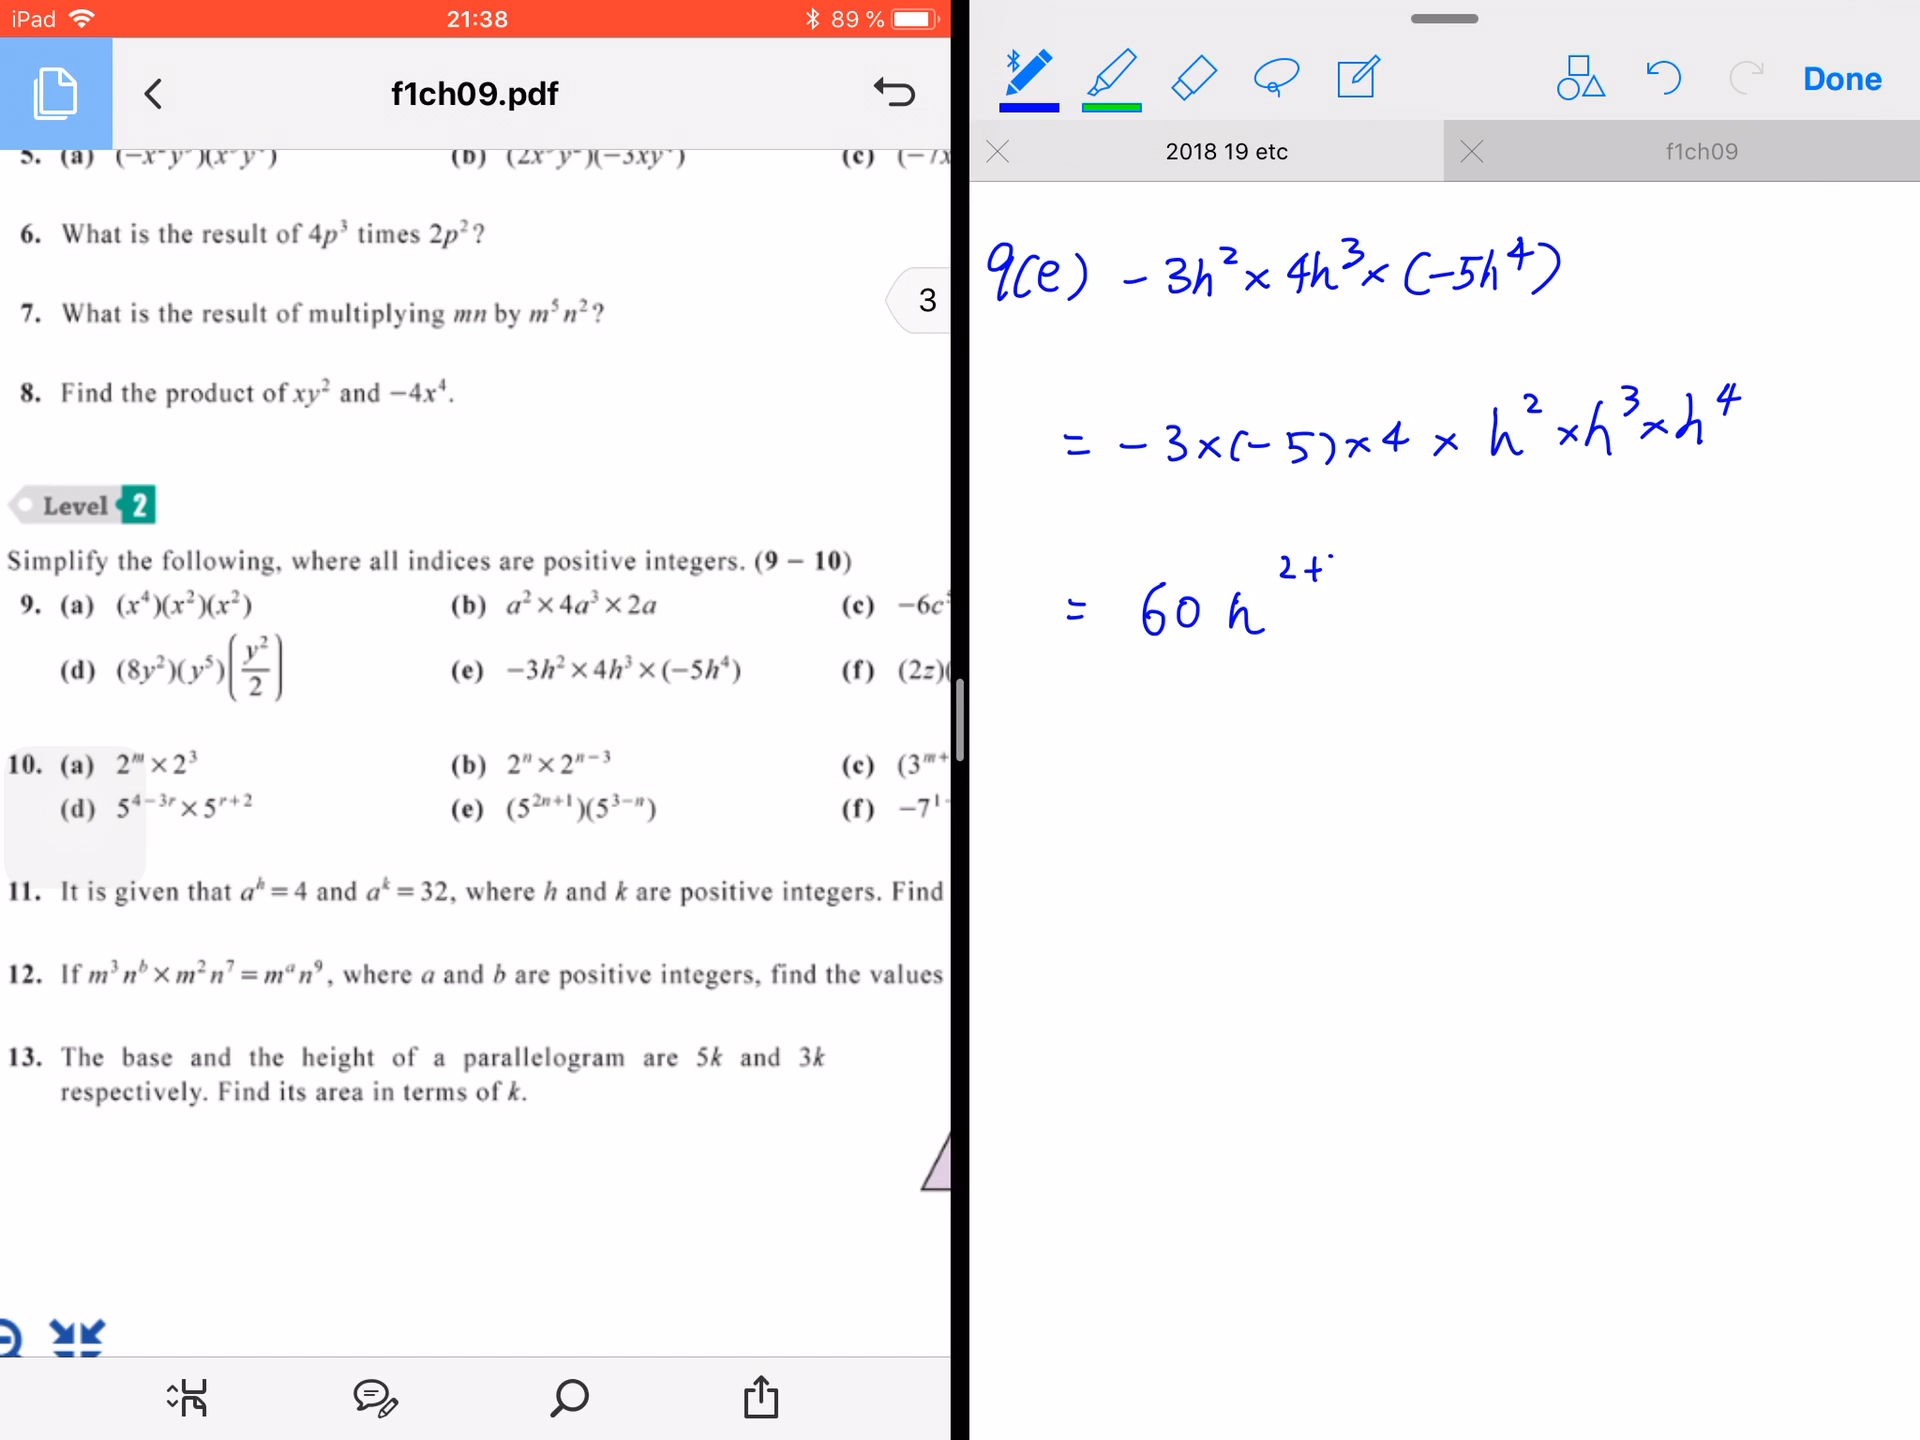 iPad 21:38 89 %
f1ch09.pdf
Done
2018 19 etc f1ch09
5. (a) (b) (c)
6. What is the result of 4p³ times 2p²?
3
7. What is the result of multiplying mn by m⁵n²?
8. Find the product of xy² and −4x⁴.
Level 2
Simplify the following, where all indices are positive integers. (9 – 10)
9. (a) (x⁴)(x²)(x²) (b) a² × 4a³ × 2a (c) −6c
(d) (8y²)(y⁵)(y²/2) (e) −3h² × 4h³ × (−5h⁴) (f) (2z)(
10. (a) 2ᵐ × 2³ (b) 2ⁿ × 2ⁿ⁻³ (c) (3ᵐ⁺
(d) 5⁴⁻³ʳ × 5ʳ⁺² (e) (5²ⁿ⁺¹)(5³⁻ⁿ) (f) −7¹
11. It is given that aʰ = 4 and aᵏ = 32, where h and k are positive integers. Find
12. If m³nᵇ × m²n⁷ = mᵃn⁹, where a and b are positive integers, find the values
13. The base and the height of a parallelogram are 5k and 3k
respectively. Find its area in terms of k.
9(e) −3h² × 4h³ × (−5h⁴)
= −3×(−5)×4 × h² × h³ × h⁴
= 60 h²⁺